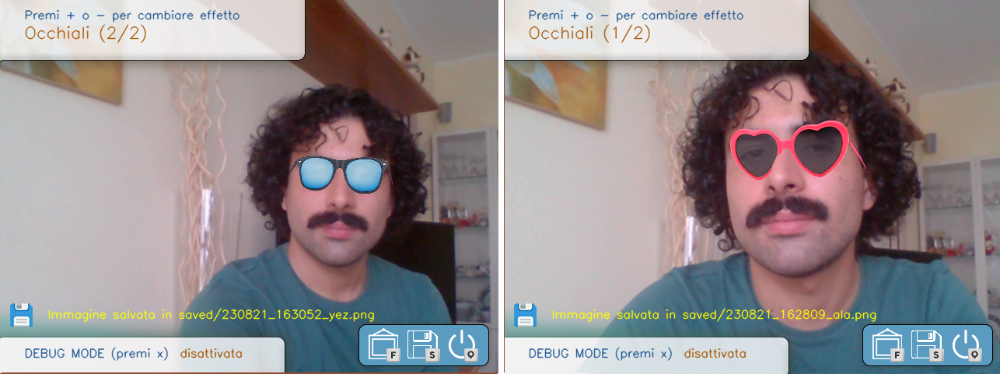 Premi + o - per cambiare effetto
Occhiali (2/2)
Immagine salvata in saved/230821_163052_yez.png
DEBUG MODE (premi x) disattivata
F S Q
Premi + o - per cambiare effetto
Occhiali (1/2)
Immagine salvata in saved/230821_162809_ala.png
DEBUG MODE (premi x) disattivata
F S Q